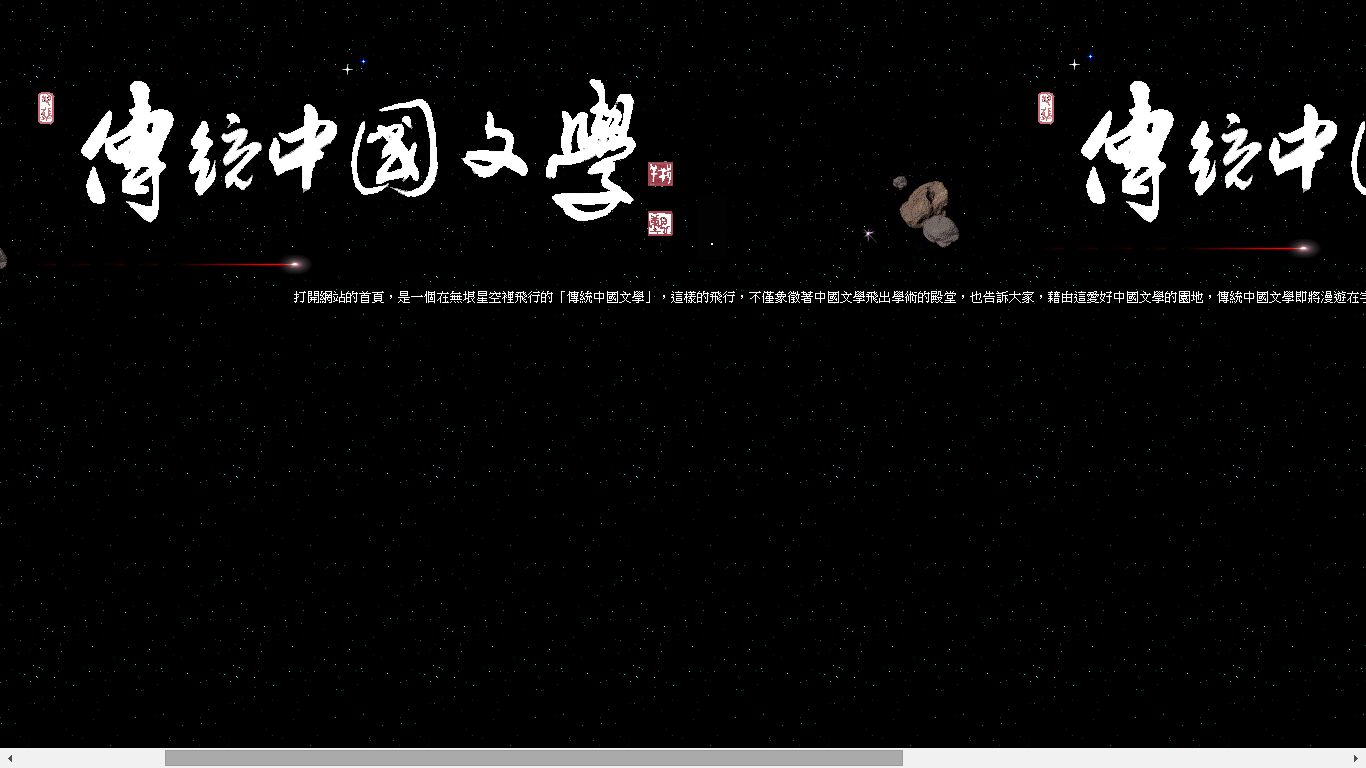 傳統中國文學
傳統中
打開網站的首頁，是一個在無垠星空裡飛行的「傳統中國文學」，這樣的飛行，不僅象徵著中國文學飛出學術的殿堂，也告訴大家，藉由這愛好中國文學的園地，傳統中國文學即將漫遊在宇